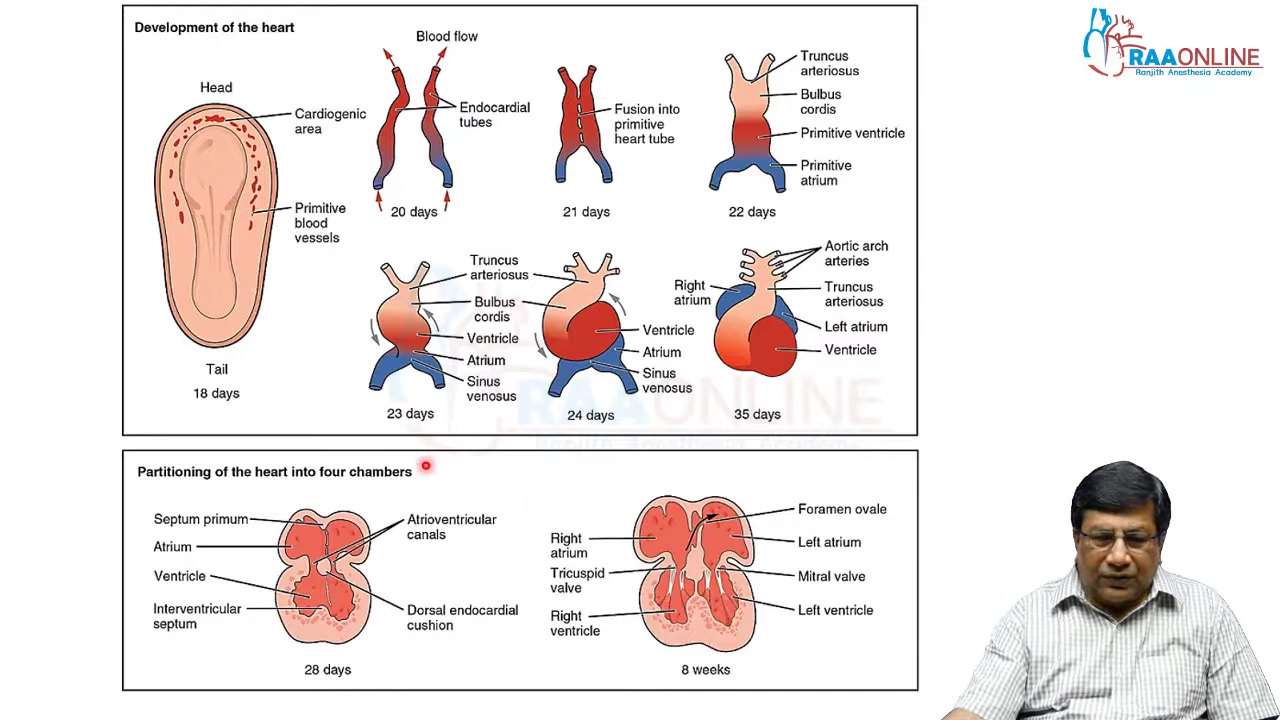 Development of the heart
Head
Cardiogenic
area
Primitive
blood
vessels
Tail
18 days
Blood flow
Endocardial
tubes
20 days
Fusion into
primitive
heart tube
21 days
Truncus
arteriosus
Bulbus
cordis
Primitive ventricle
Primitive
atrium
22 days
Truncus
arteriosus
Bulbus
cordis
Ventricle
Atrium
Sinus
venosus
23 days
Ventricle
Atrium
Sinus
venosus
24 days
Right
atrium
Aortic arch
arteries
Truncus
arteriosus
Left atrium
Ventricle
35 days
RAAONLINE
Ranjith Anesthesia Academy
Partitioning of the heart into four chambers
Septum primum
Atrium
Ventricle
Interventricular
septum
Atrioventricular
canals
Dorsal endocardial
cushion
28 days
Right
atrium
Tricuspid
valve
Right
ventricle
Foramen ovale
Left atrium
Mitral valve
Left ventricle
8 weeks
RAAONLINE
Ranjith Anesthesia Academy